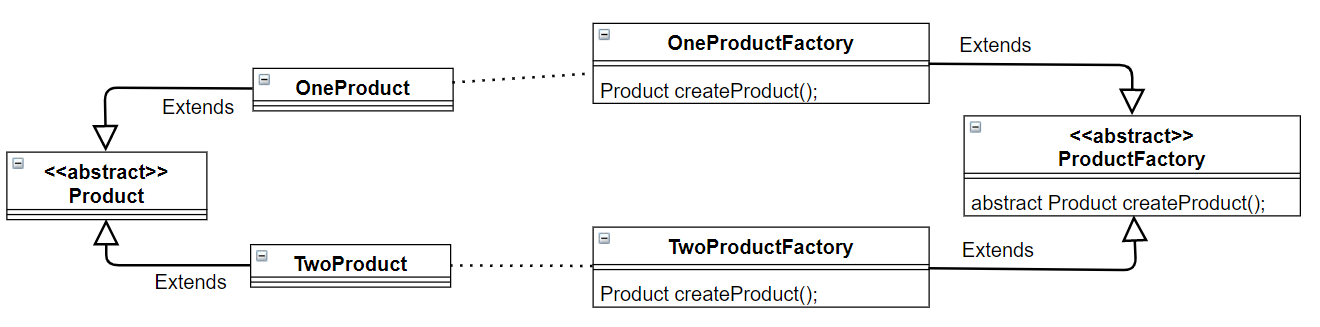 OneProductFactory
Product createProduct();
Extends
OneProduct
Extends
<<abstract>>
Product
<<abstract>>
ProductFactory
abstract Product createProduct();
TwoProduct
Extends
TwoProductFactory
Product createProduct();
Extends